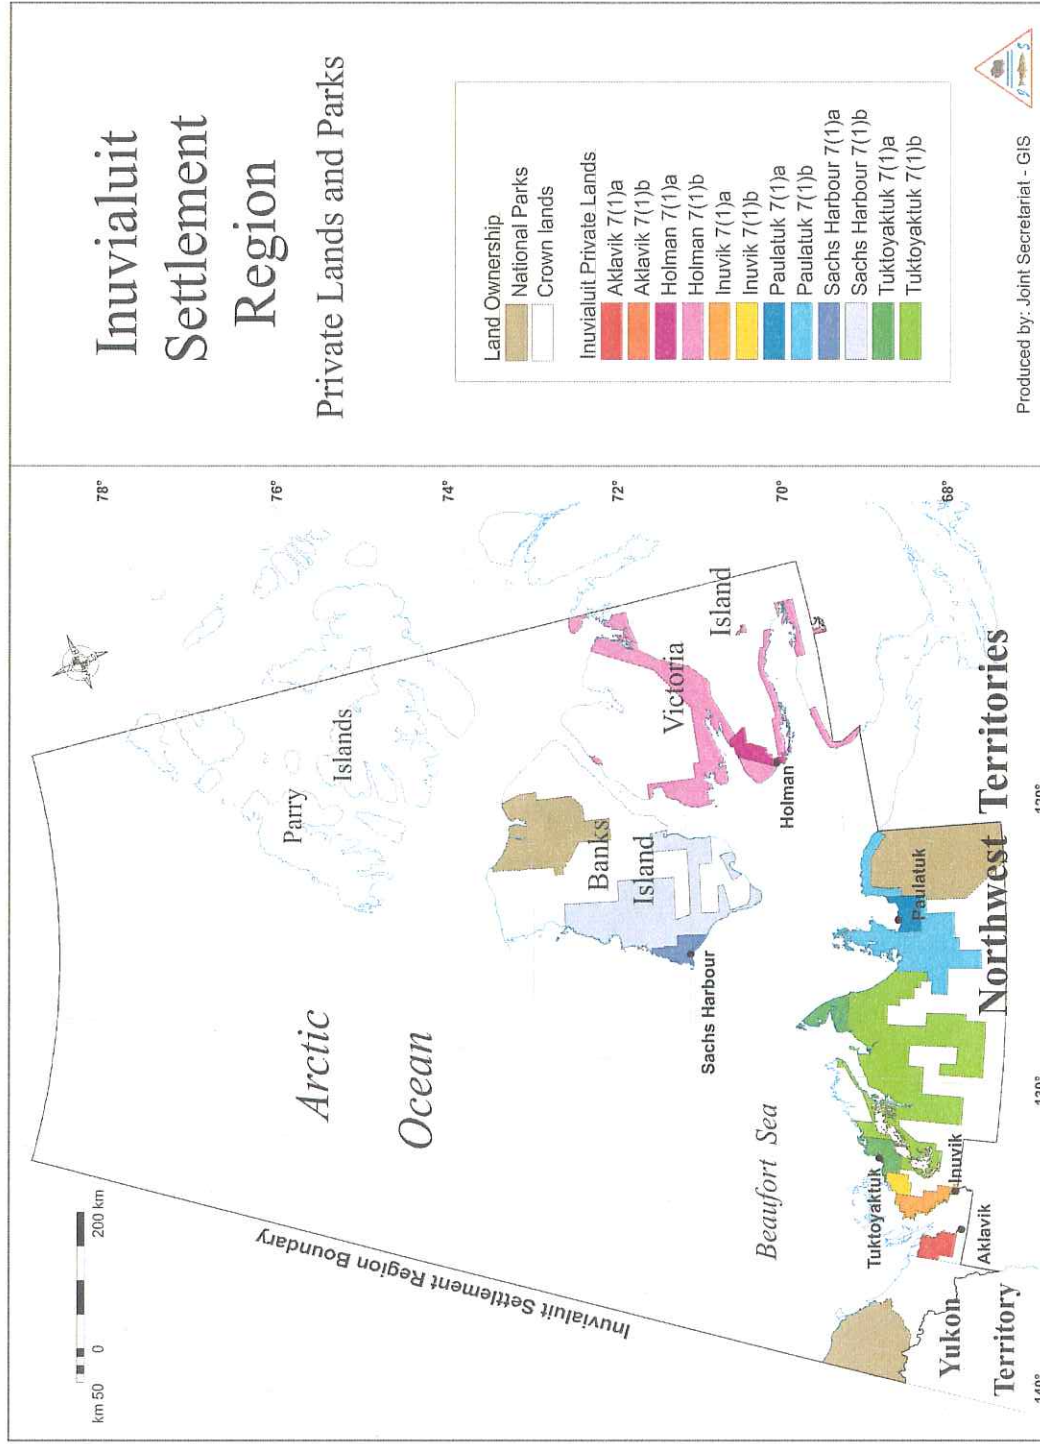 Inuvialuit
Settlement
Region
Private Lands and Parks
Land Ownership
National Parks
Crown lands
Inuvialuit Private Lands
Aklavik 7(1)a
Aklavik 7(1)b
Holman 7(1)a
Holman 7(1)b
Inuvik 7(1)a
Inuvik 7(1)b
Paulatuk 7(1)a
Paulatuk 7(1)b
Sachs Harbour 7(1)a
Sachs Harbour 7(1)b
Tuktoyaktuk 7(1)a
Tuktoyaktuk 7(1)b
Produced by: Joint Secretariat - GIS
km 50 0 200 km
Inuvialuit Settlement Region Boundary
Arctic
Ocean
Parry
Islands
Banks
Island
Victoria
Island
Sachs Harbour
Holman
Beaufort Sea
Tuktoyaktuk
Inuvik
Aklavik
Paulatuk
Yukon
Territory
Northwest Territories
78°
76°
74°
72°
70°
68°